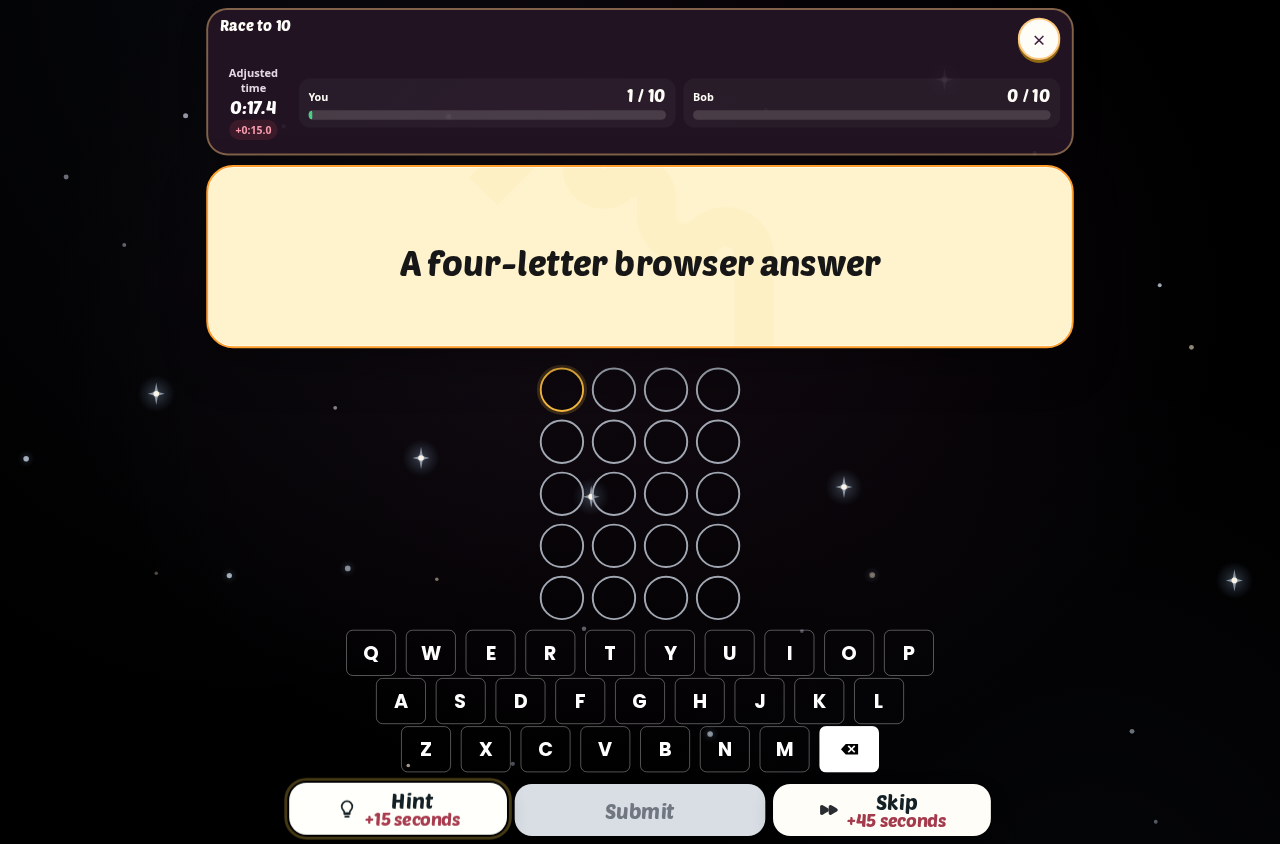 Race to 10
×
Adjusted
time
0:17.4
+0:15.0
You
1 / 10
Bob
0 / 10
A four-letter browser answer
Q W E R T Y U I O P
A S D F G H J K L
Z X C V B N M
Hint
+15 seconds
Submit
Skip
+45 seconds